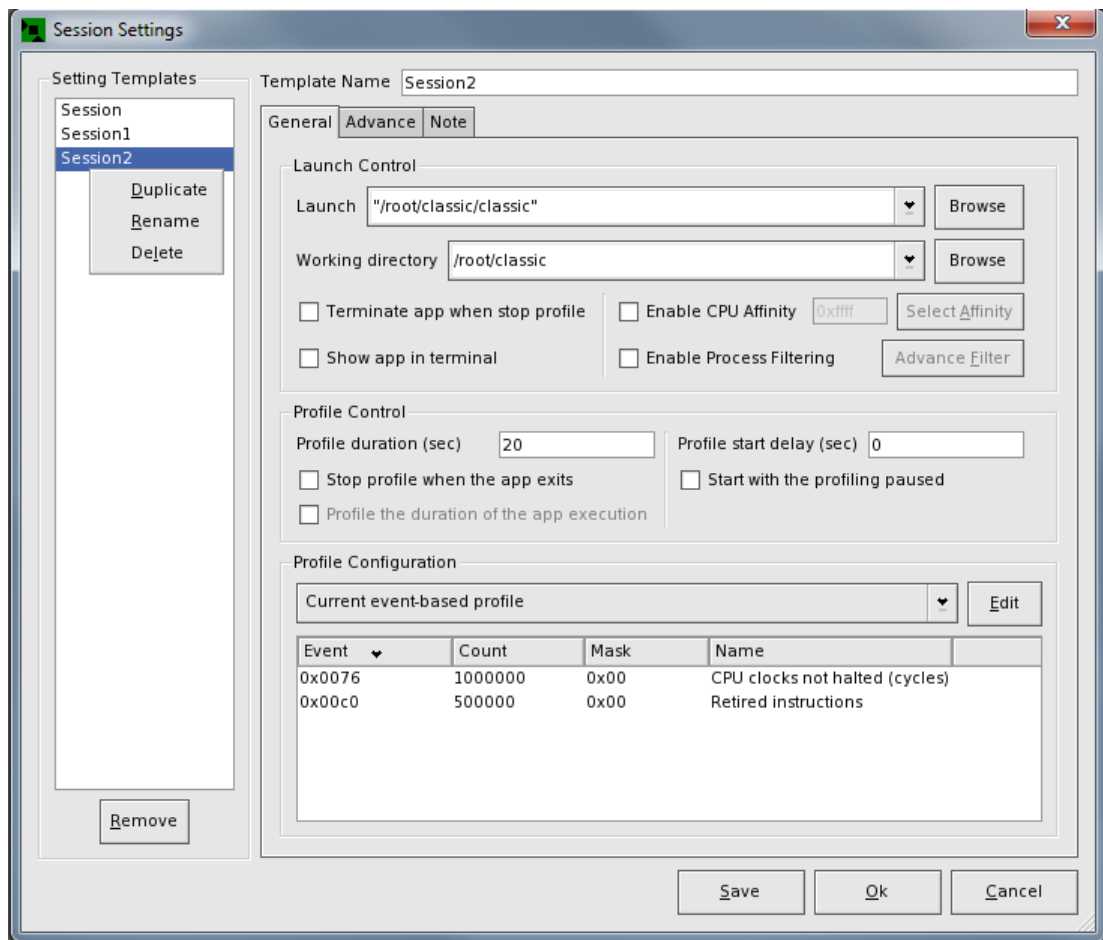 Session Settings
Setting Templates
Session
Session1
Session2
Duplicate
Rename
Delete
Remove
Template Name Session2
General Advance Note
Launch Control
Launch "/root/classic/classic" Browse
Working directory /root/classic Browse
Terminate app when stop profile Enable CPU Affinity 0xffff Select Affinity
Show app in terminal Enable Process Filtering Advance Filter
Profile Control
Profile duration (sec) 20 Profile start delay (sec) 0
Stop profile when the app exits Start with the profiling paused
Profile the duration of the app execution
Profile Configuration
Current event-based profile Edit
Event Count Mask Name
0x0076 1000000 0x00 CPU clocks not halted (cycles)
0x00c0 500000 0x00 Retired instructions
Save Ok Cancel